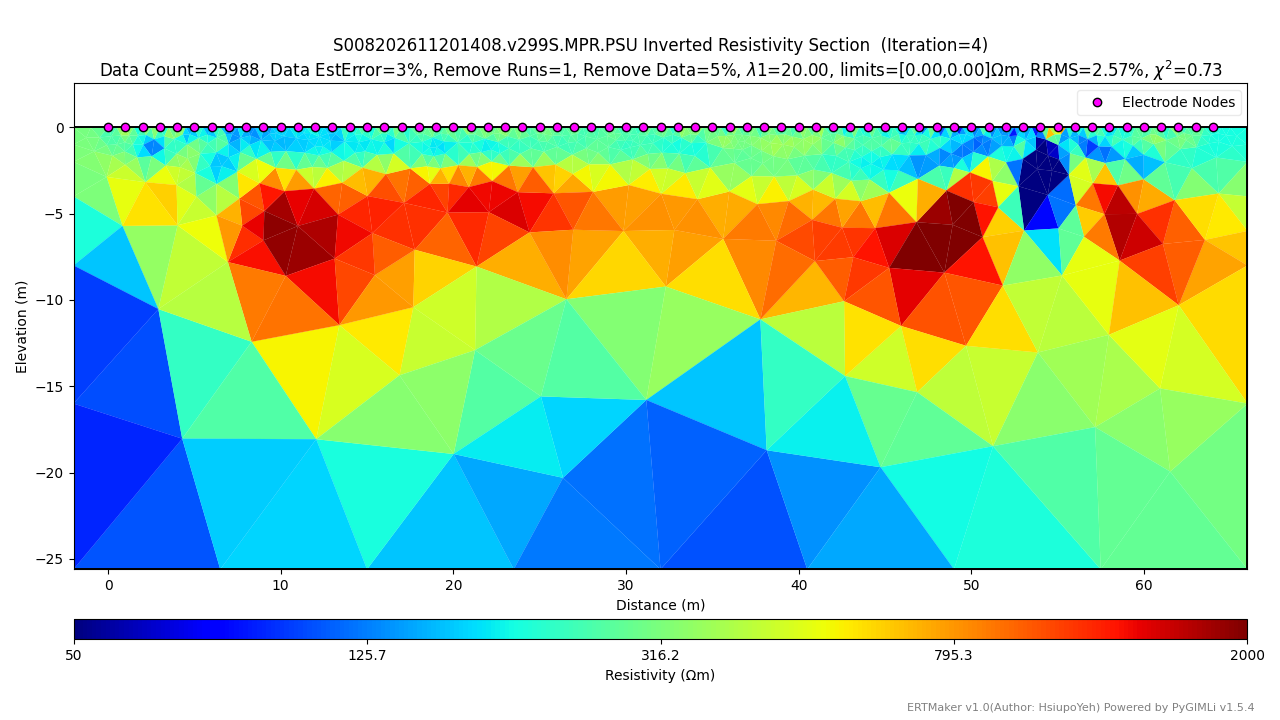 S008202611201408.v299S.MPR.PSU Inverted Resistivity Section  (Iteration=4)
Data Count=25988, Data EstError=3%, Remove Runs=1, Remove Data=5%, λ1=20.00, limits=[0.00,0.00]Ωm, RRMS=2.57%, χ²=0.73
Electrode Nodes
0
−5
−10
−15
−20
−25
Elevation (m)
0 10 20 30 40 50 60
Distance (m)
50 125.7 316.2 795.3 2000
Resistivity (Ωm)
ERTMaker v1.0(Author: HsiupoYeh) Powered by PyGIMLi v1.5.4